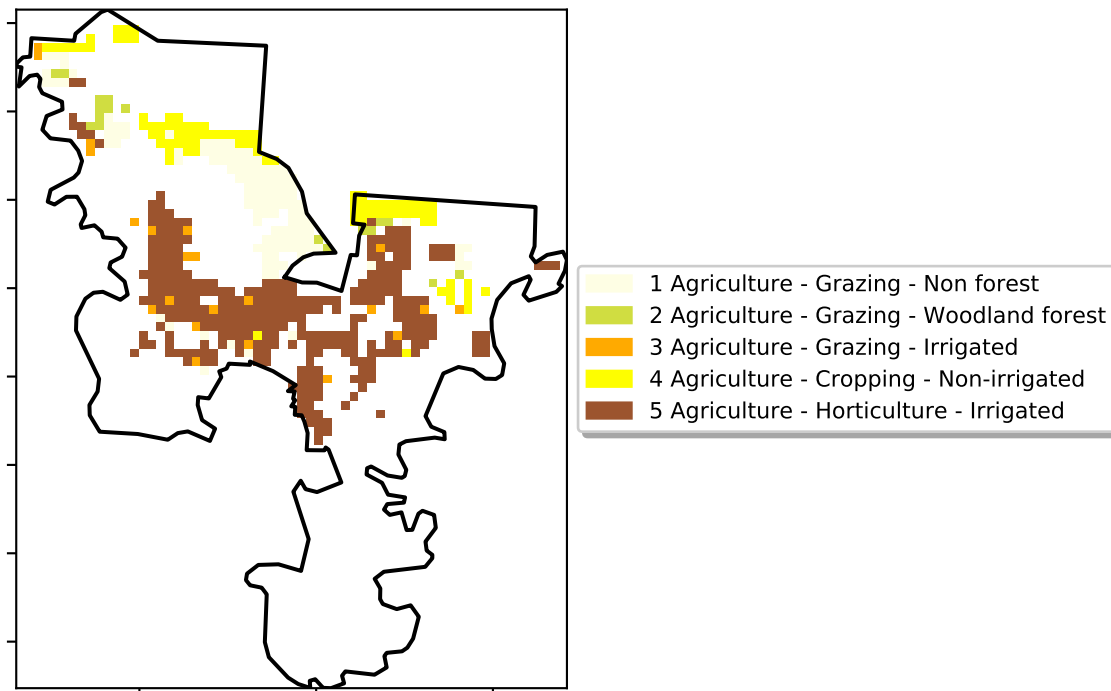 1 Agriculture - Grazing - Non forest
2 Agriculture - Grazing - Woodland forest
3 Agriculture - Grazing - Irrigated
4 Agriculture - Cropping - Non-irrigated
5 Agriculture - Horticulture - Irrigated